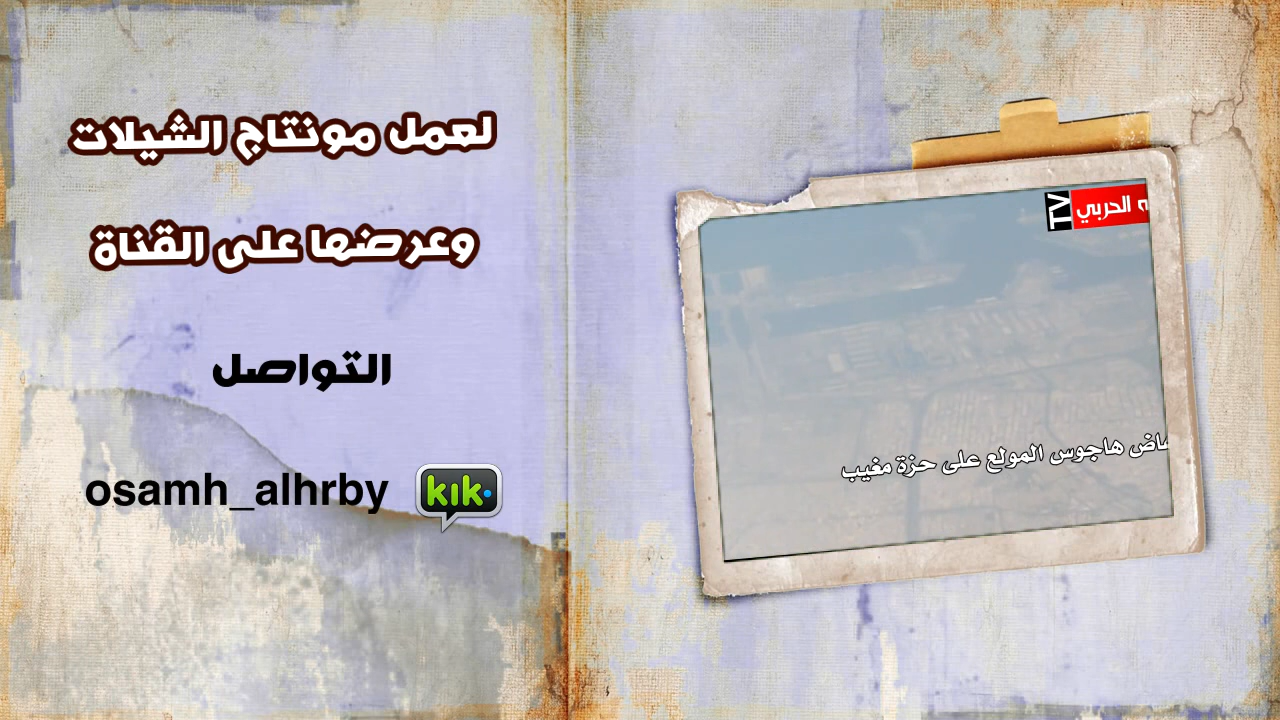 لعمل مونتاج الشيلات
وعرضها على القناة
التواصل
osamh_alhrby kik
ه الحربي TV
هاجوس المولع على حزة مغيب